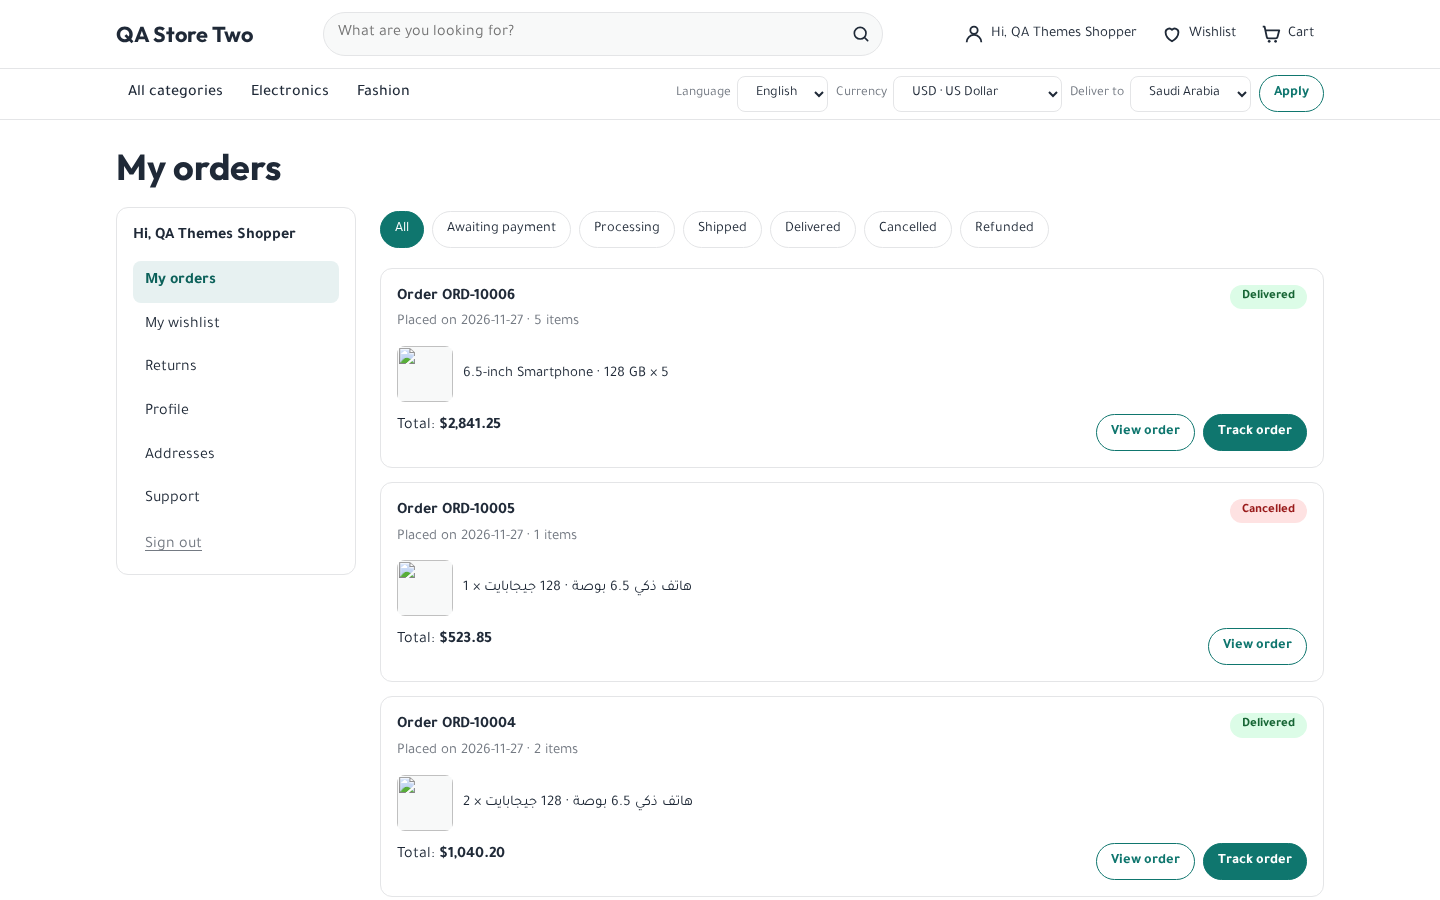 QA Store Two
What are you looking for?
Hi, QA Themes Shopper
Wishlist
Cart
All categories
Electronics
Fashion
Language
English
Currency
USD · US Dollar
Deliver to
Saudi Arabia
Apply
My orders
Hi, QA Themes Shopper
My orders
My wishlist
Returns
Profile
Addresses
Support
Sign out
All
Awaiting payment
Processing
Shipped
Delivered
Cancelled
Refunded
Order ORD-10006
Delivered
Placed on 2026-11-27 · 5 items
6.5-inch Smartphone · 128 GB × 5
Total: $2,841.25
View order
Track order
Order ORD-10005
Cancelled
Placed on 2026-11-27 · 1 items
هاتف ذكي 6.5 بوصة · 128 جيجابايت × 1
Total: $523.85
View order
Order ORD-10004
Delivered
Placed on 2026-11-27 · 2 items
هاتف ذكي 6.5 بوصة · 128 جيجابايت × 2
Total: $1,040.20
View order
Track order